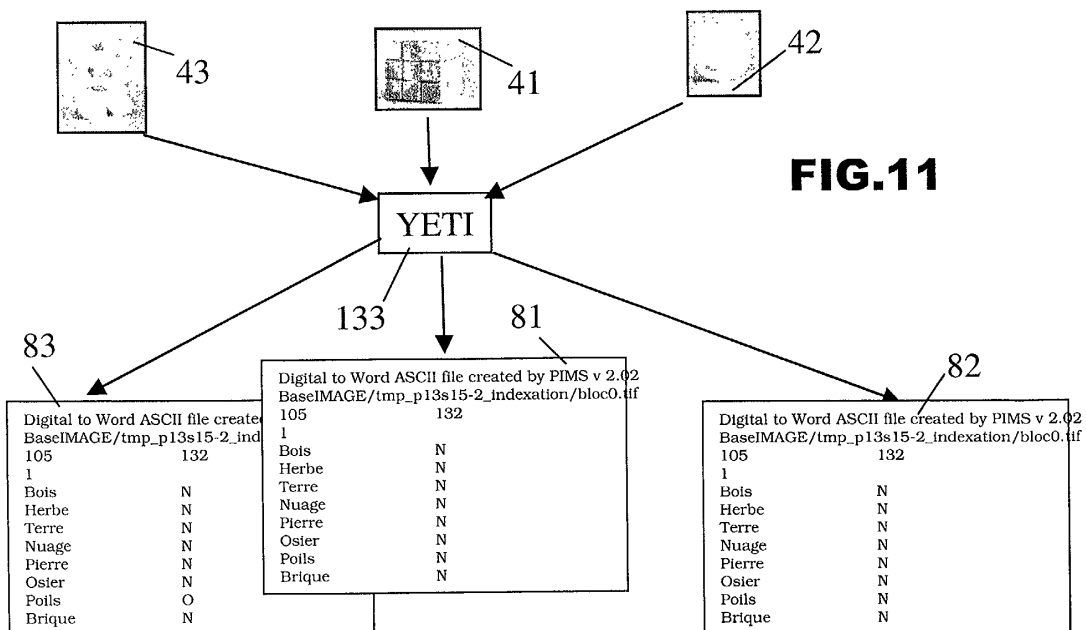 43
41
42
FIG.11
YETI
133
81
83
82
Digital to Word ASCII file created by PIMS v 2.02
BaseIMAGE/tmp_p13s15-2_indexation/bloc0.tif
105 132
1
Bois N
Herbe N
Terre N
Nuage N
Pierre N
Osier N
Poils N
Brique N
Digital to Word ASCII file created
BaseIMAGE/tmp_p13s15-2_ind
105 132
1
Bois N
Herbe N
Terre N
Nuage N
Pierre N
Osier N
Poils O
Brique N
Digital to Word ASCII file created by PIMS v 2.02
BaseIMAGE/tmp_p13s15-2_indexation/bloc0.tif
105 132
1
Bois N
Herbe N
Terre N
Nuage N
Pierre N
Osier N
Poils N
Brique N